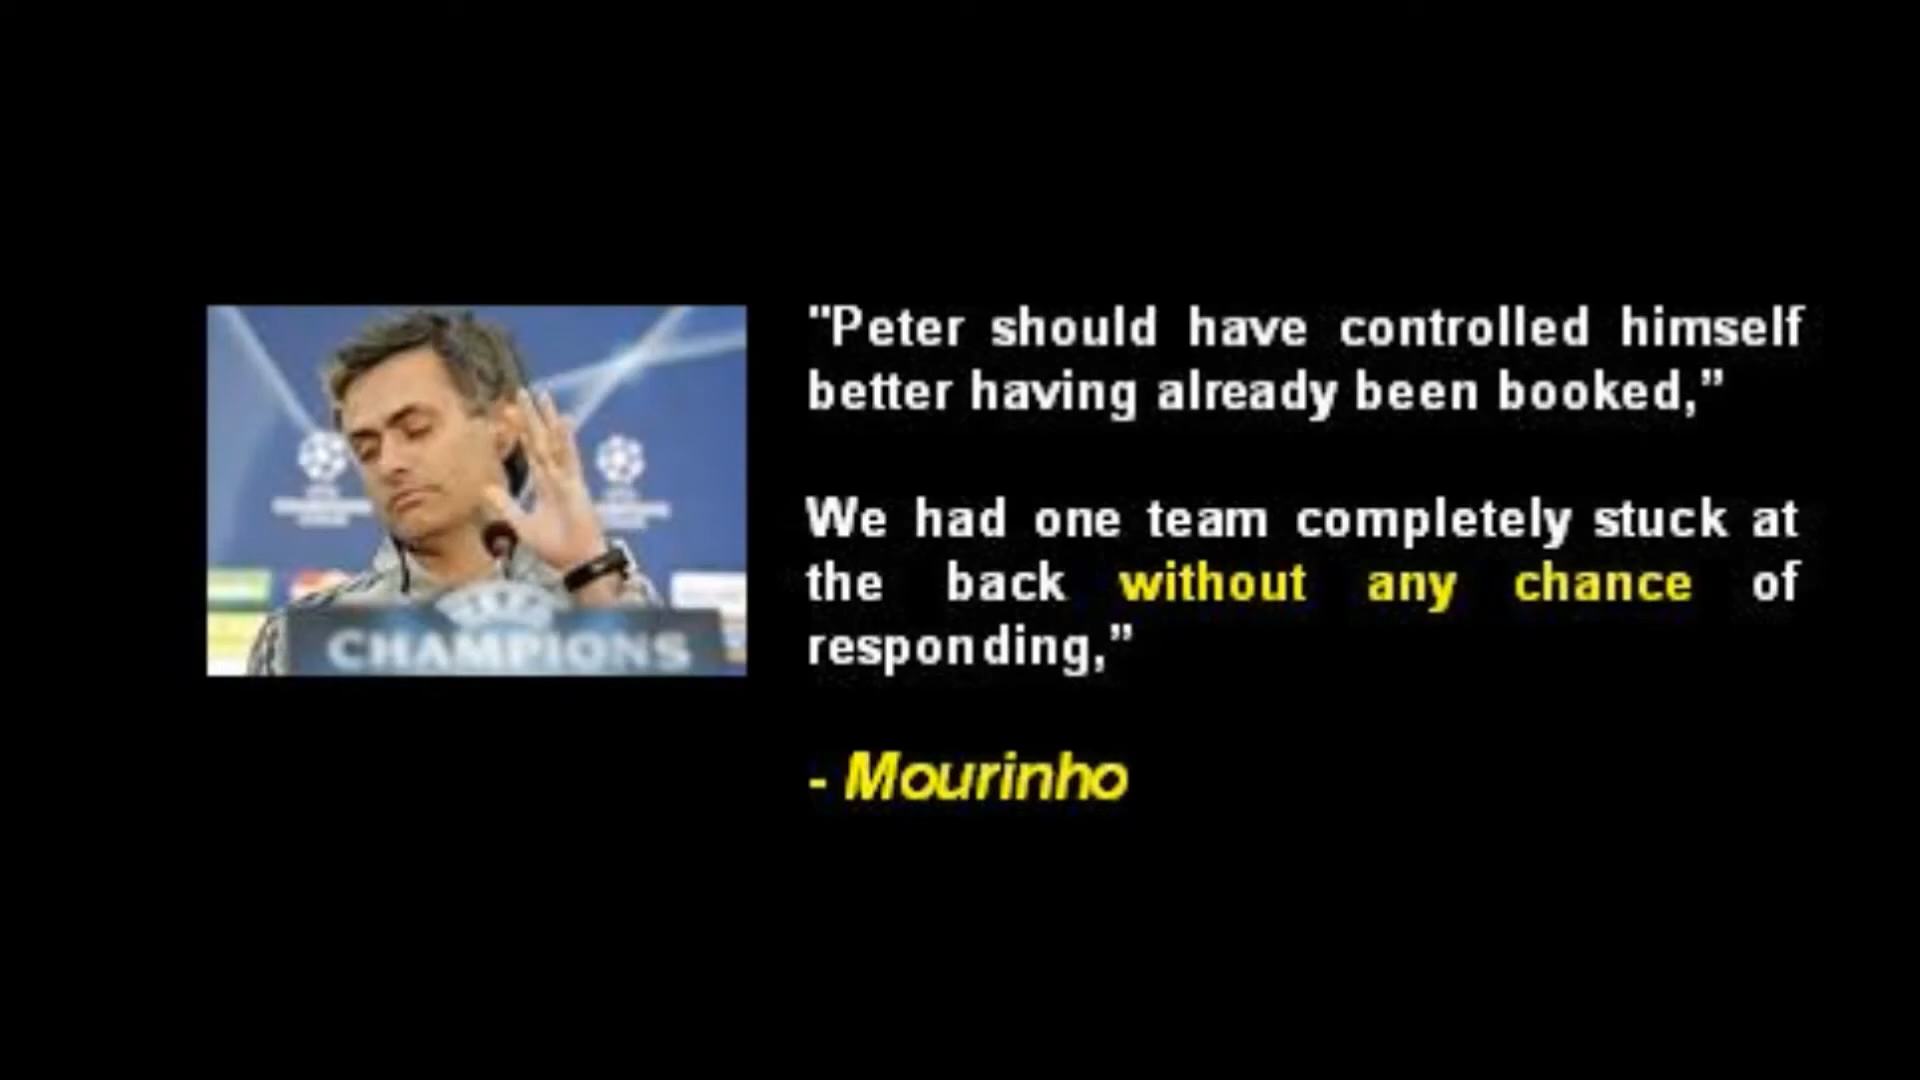 "Peter should have controlled himself
better having already been booked,”
We had one team completely stuck at
the back without any chance of
responding,”
- Mourinho
CHAMPIONS